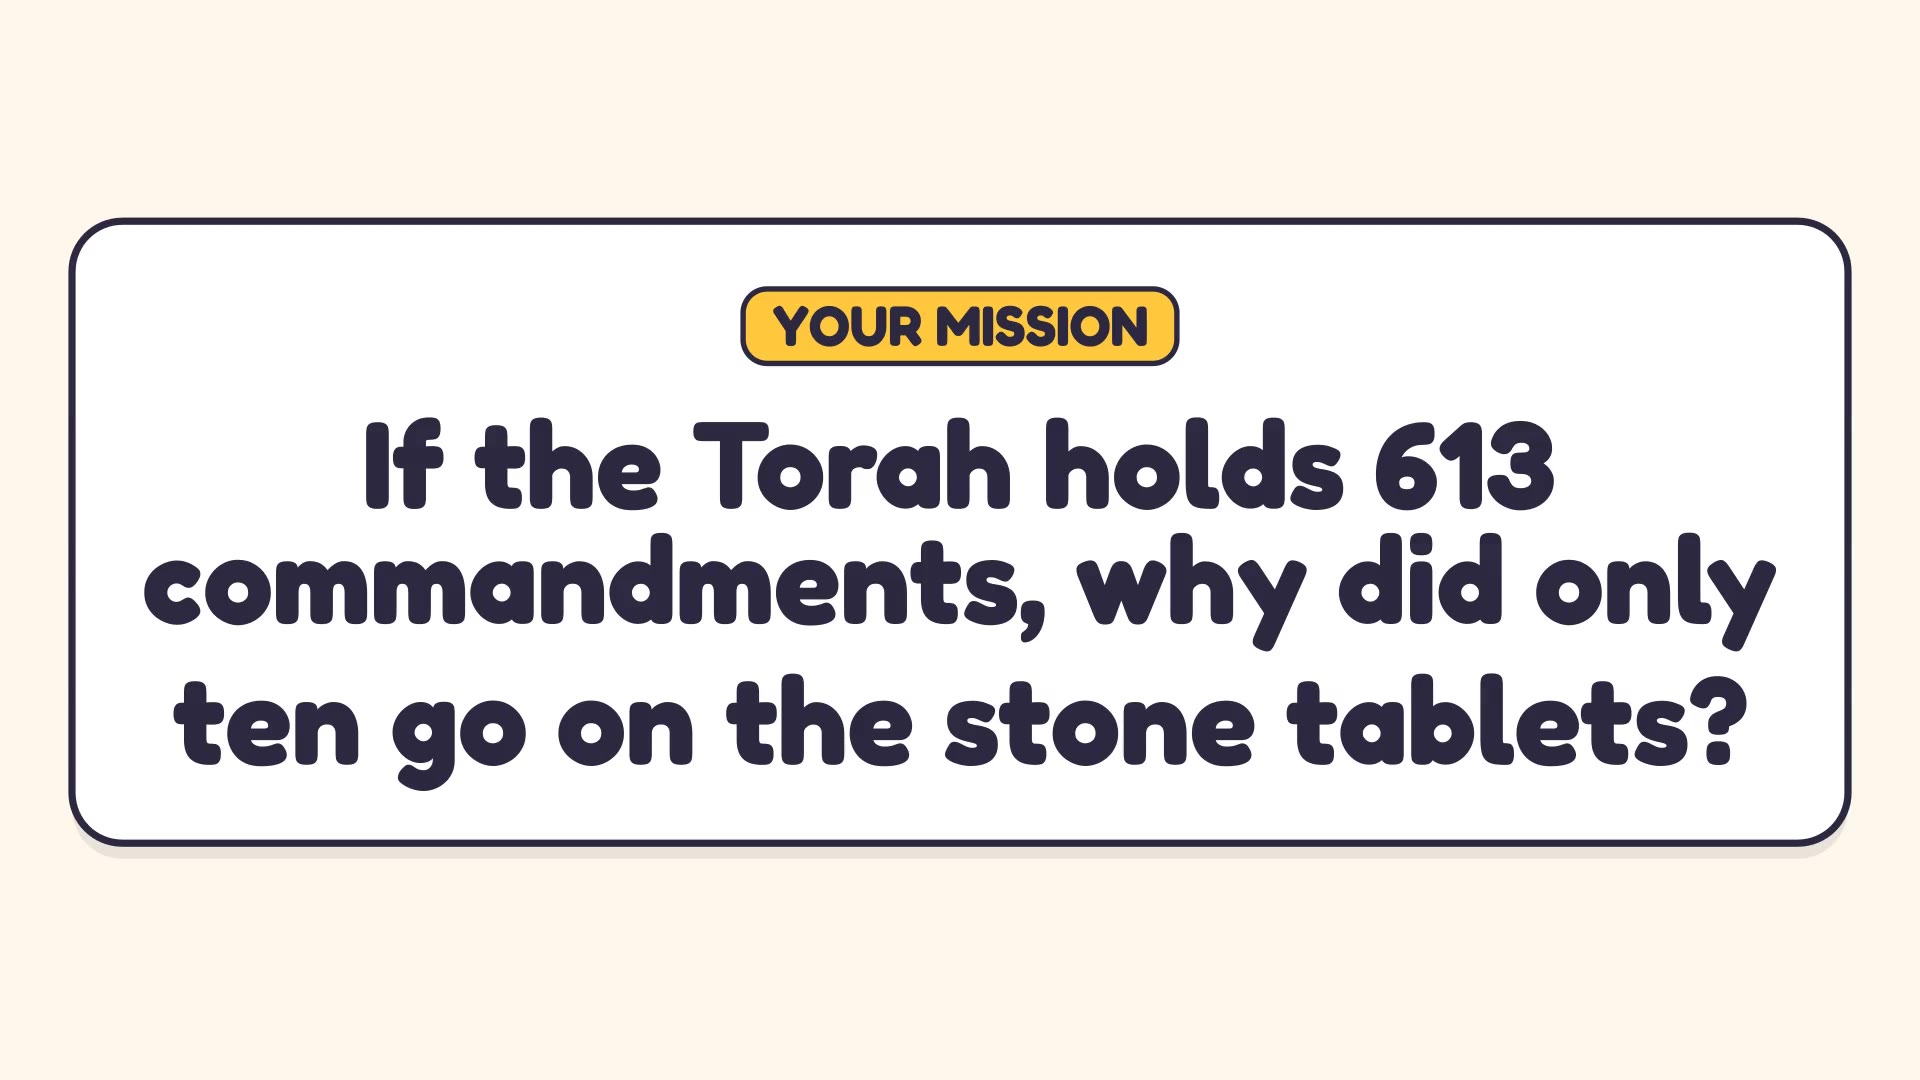 YOUR MISSION
If the Torah holds 613
commandments, why did only
ten go on the stone tablets?